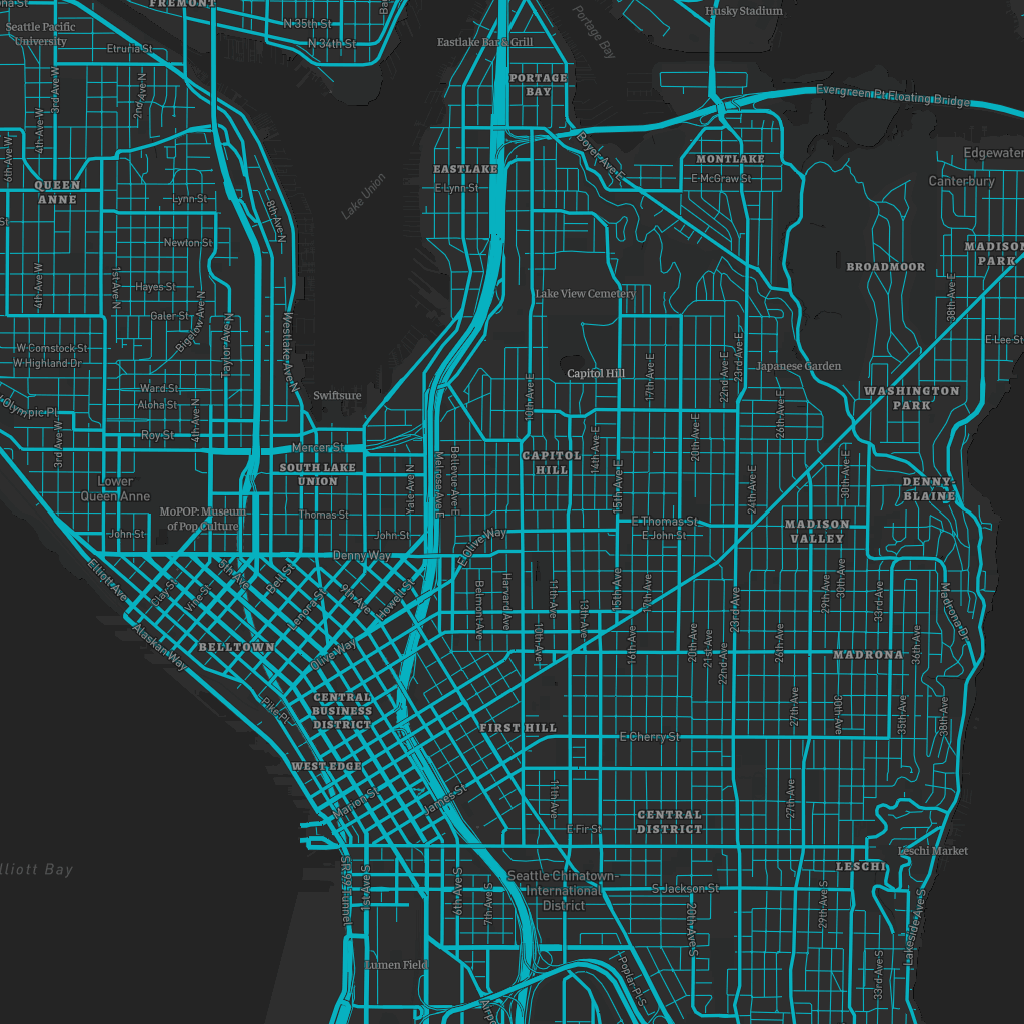 FREMONT
Seattle Pacific
University
Etruria St
N 35th St
N 34th St
Husky Stadium
Portage Bay
Eastlake Bar & Grill
PORTAGE
BAY
Evergreen Pt Floating Bridge
2nd Ave N
3rd Ave W
4th Ave W
6th Ave W
Boyer Ave E
MONTLAKE
E McGraw St
Edgewater
Canterbury
EASTLAKE
E Lynn St
QUEEN
ANNE
Lynn St
8th Ave N
Lake Union
Newton St
MADISON
PARK
BROADMOOR
4th Ave W
1st Ave N
Hayes St
Galer St
Bigelow Ave N
Taylor Ave N
Westlake Ave N
Lake View Cemetery
38th Ave E
E Lee St
W Comstock St
W Highland Dr
Ward St
Aloha St
4th Ave N
Swiftsure
Capitol Hill
Japanese Garden
10th Ave E
17th Ave E
22nd Ave E
23rd Ave E
WASHINGTON
PARK
W Olympic Pl
3rd Ave W
Roy St
Mercer St
14th Ave E
20th Ave E
26th Ave E
SOUTH LAKE
UNION
CAPITOL
HILL
Lower
Queen Anne
Yale Ave N
Melrose Ave E
Bellevue Ave E
15th Ave E
24th Ave E
30th Ave E
DENNY
BLAINE
MoPOP: Museum
of Pop Culture
Thomas St
John St
John St
Denny Way
E Olive Way
E Thomas St
E John St
MADISON
VALLEY
Elliott Ave
Clay St
Vine St
5th Ave
Bell St
Lenora St
9th Ave
Howell St
Belmont Ave
Harvard Ave
10th Ave
11th Ave
13th Ave
15th Ave
17th Ave
16th Ave
20th Ave
21st Ave
22nd Ave
23rd Ave
26th Ave
29th Ave
30th Ave
33rd Ave
36th Ave
Madrona Dr
Alaskan Way
BELLTOWN
Olive Way
MADRONA
Pike Pl
CENTRAL
BUSINESS
DISTRICT
FIRST HILL
E Cherry St
27th Ave
30th Ave
35th Ave
38th Ave
WEST EDGE
Marion St
James St
11th Ave
27th Ave
E Fir St
CENTRAL
DISTRICT
Leschi Market
LESCHI
SR 99 Tunnel
1st Ave S
6th Ave S
7th Ave S
Seattle Chinatown-
International
District
S Jackson St
20th Ave S
29th Ave S
33rd Ave S
Lakeside Ave S
Lumen Field
Poplar Pl S